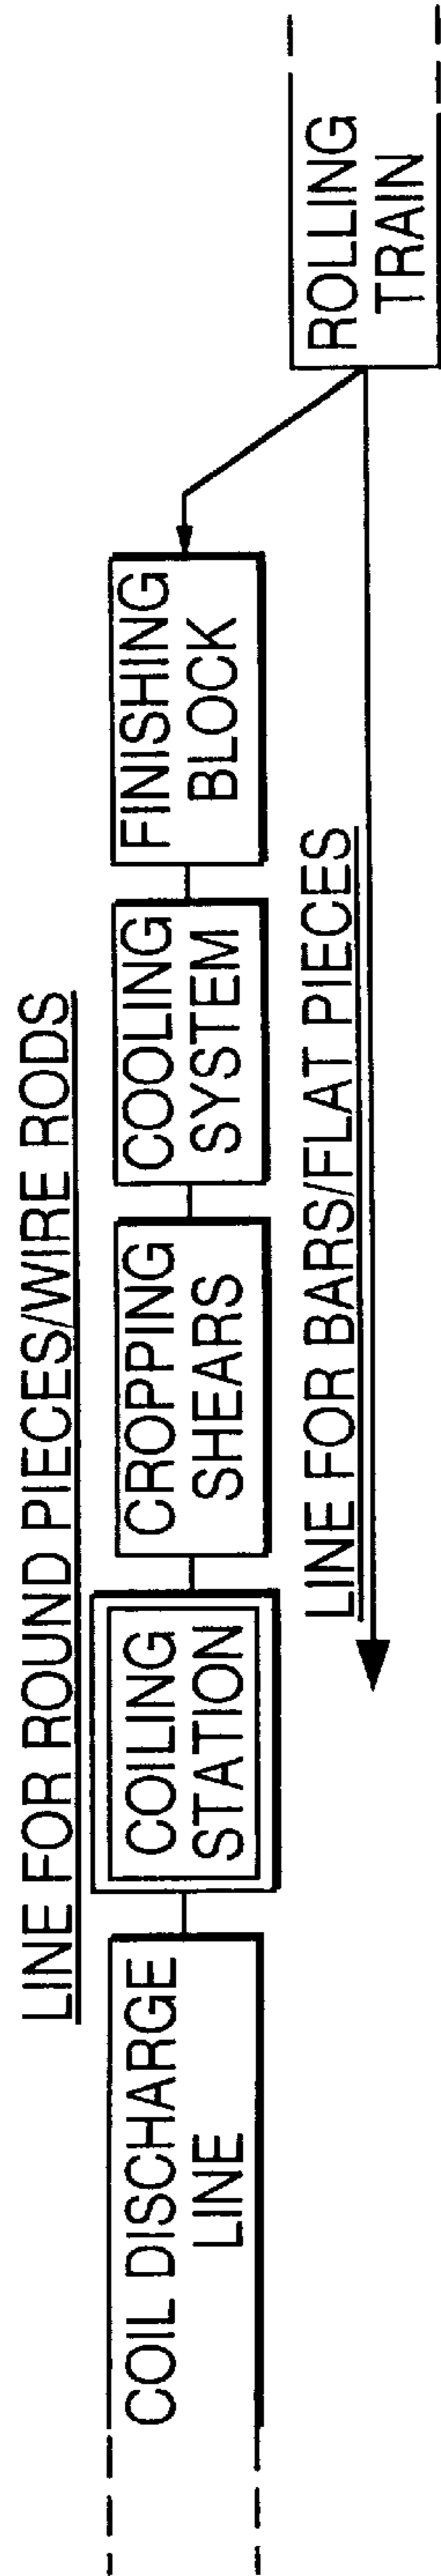 LINE FOR ROUND PIECES/WIRE RODS
COIL DISCHARGE
LINE
COILING
STATION
CROPPING
SHEARS
COOLING
SYSTEM
FINISHING
BLOCK
ROLLING
TRAIN
LINE FOR BARS/FLAT PIECES